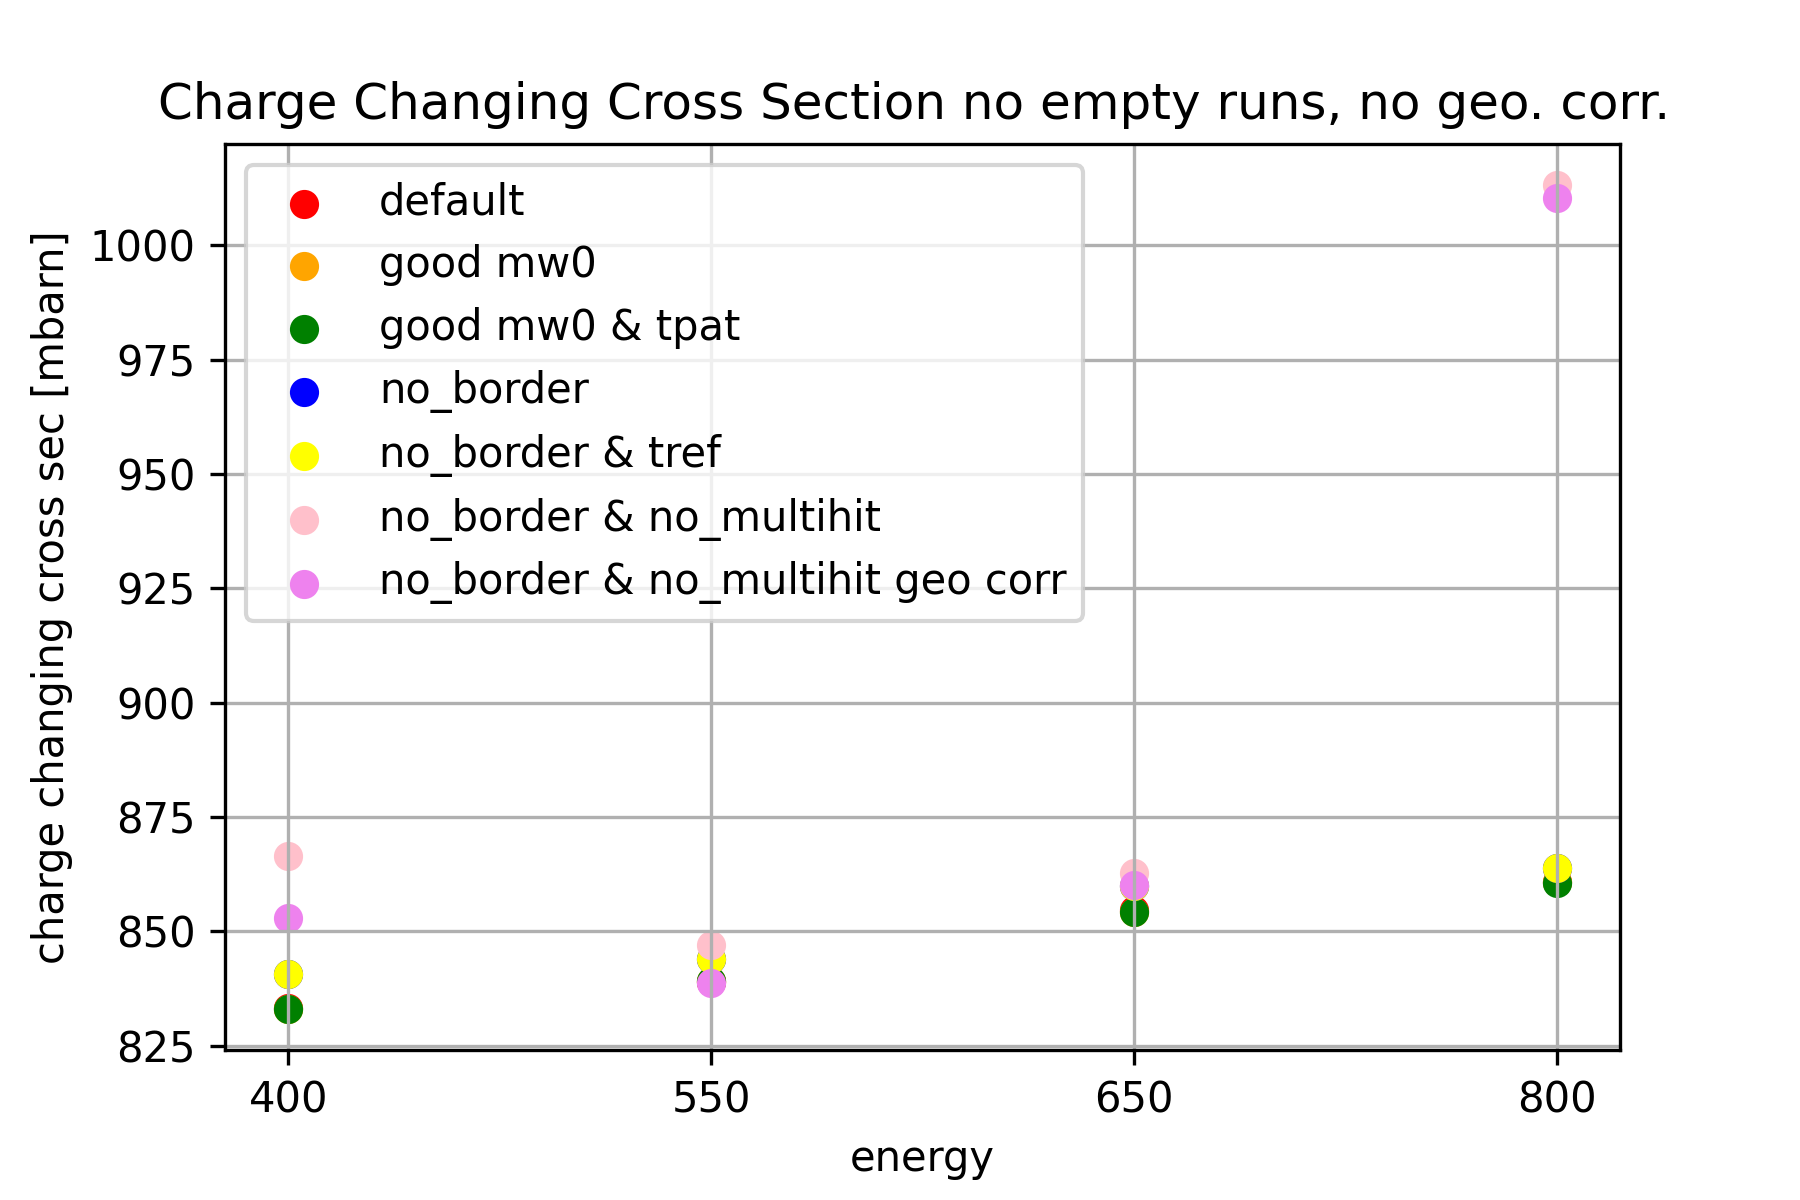 Charge Changing Cross Section no empty runs, no geo. corr.
charge changing cross sec [mbarn]
1000
975
950
925
900
875
850
825
default
good mw0
good mw0 & tpat
no_border
no_border & tref
no_border & no_multihit
no_border & no_multihit geo corr
400 550 650 800
energy